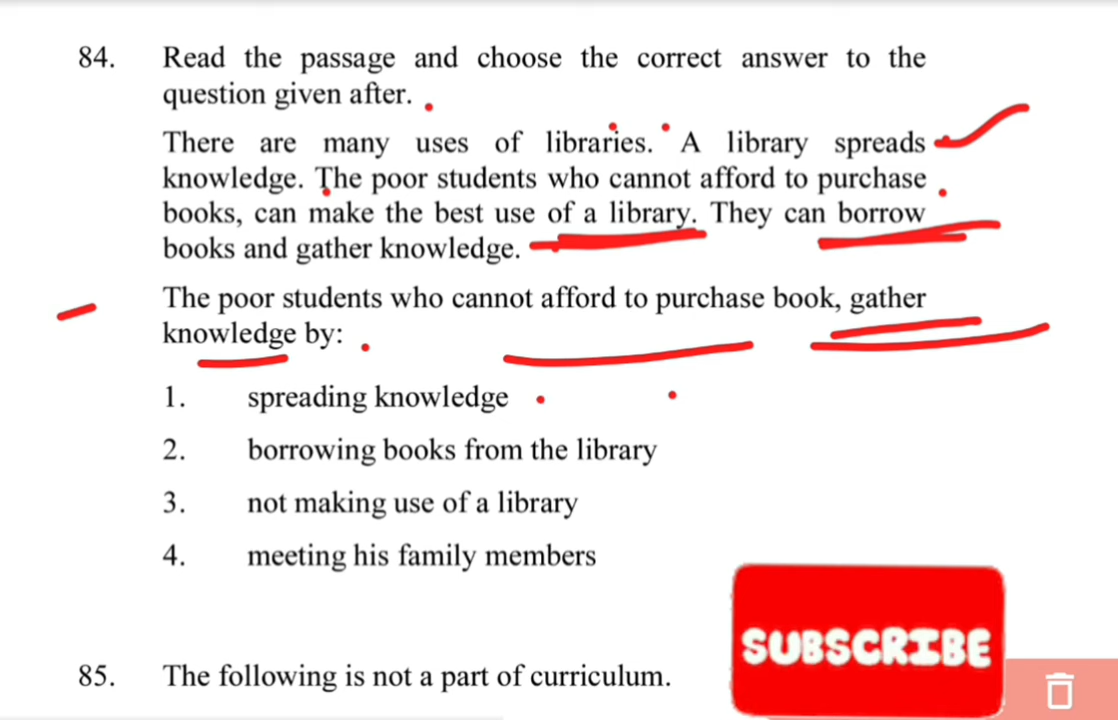 84. Read the passage and choose the correct answer to the
question given after.
There are many uses of libraries. A library spreads
knowledge. The poor students who cannot afford to purchase
books, can make the best use of a library. They can borrow
books and gather knowledge.
The poor students who cannot afford to purchase book, gather
knowledge by:
1. spreading knowledge
2. borrowing books from the library
3. not making use of a library
4. meeting his family members
SUBSCRIBE
85. The following is not a part of curriculum.